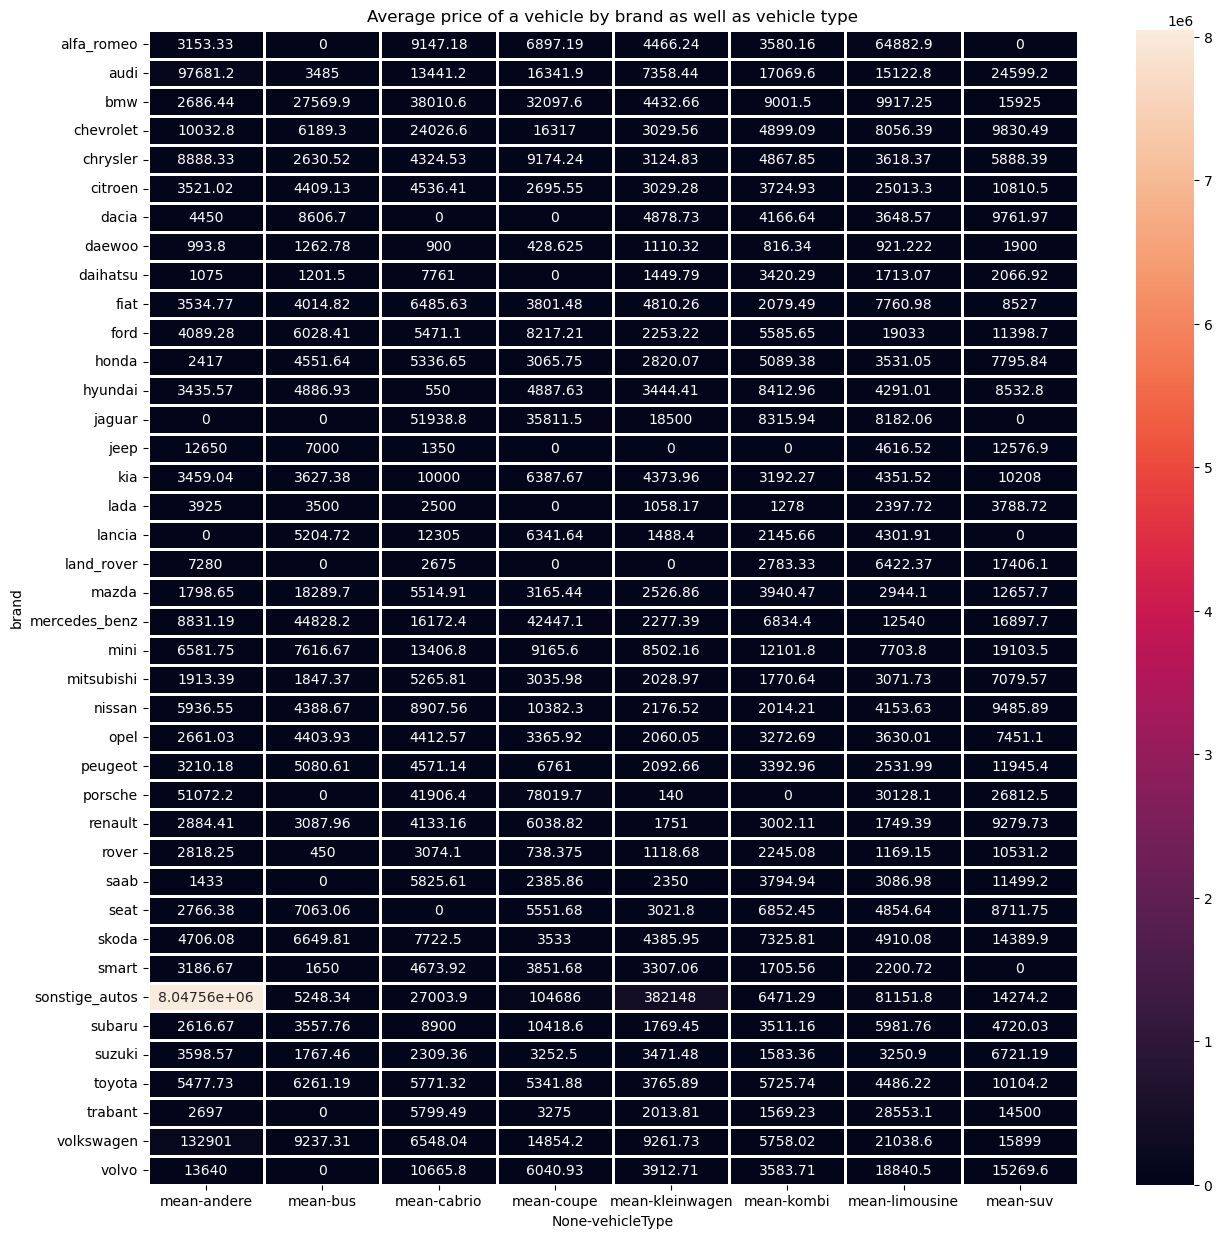 Average price of a vehicle by brand as well as vehicle type
1e6
alfa_romeo 3153.33 0 9147.18 6897.19 4466.24 3580.16 64882.9 0
audi 97681.2 3485 13441.2 16341.9 7358.44 17069.6 15122.8 24599.2
bmw 2686.44 27569.9 38010.6 32097.6 4432.66 9001.5 9917.25 15925
chevrolet 10032.8 6189.3 24026.6 16317 3029.56 4899.09 8056.39 9830.49
chrysler 8888.33 2630.52 4324.53 9174.24 3124.83 4867.85 3618.37 5888.39
citroen 3521.02 4409.13 4536.41 2695.55 3029.28 3724.93 25013.3 10810.5
dacia 4450 8606.7 0 0 4878.73 4166.64 3648.57 9761.97
daewoo 993.8 1262.78 900 428.625 1110.32 816.34 921.222 1900
daihatsu 1075 1201.5 7761 0 1449.79 3420.29 1713.07 2066.92
fiat 3534.77 4014.82 6485.63 3801.48 4810.26 2079.49 7760.98 8527
ford 4089.28 6028.41 5471.1 8217.21 2253.22 5585.65 19033 11398.7
honda 2417 4551.64 5336.65 3065.75 2820.07 5089.38 3531.05 7795.84
hyundai 3435.57 4886.93 550 4887.63 3444.41 8412.96 4291.01 8532.8
jaguar 0 0 51938.8 35811.5 18500 8315.94 8182.06 0
jeep 12650 7000 1350 0 0 0 4616.52 12576.9
kia 3459.04 3627.38 10000 6387.67 4373.96 3192.27 4351.52 10208
lada 3925 3500 2500 0 1058.17 1278 2397.72 3788.72
lancia 0 5204.72 12305 6341.64 1488.4 2145.66 4301.91 0
land_rover 7280 0 2675 0 0 2783.33 6422.37 17406.1
mazda 1798.65 18289.7 5514.91 3165.44 2526.86 3940.47 2944.1 12657.7
mercedes_benz 8831.19 44828.2 16172.4 42447.1 2277.39 6834.4 12540 16897.7
mini 6581.75 7616.67 13406.8 9165.6 8502.16 12101.8 7703.8 19103.5
mitsubishi 1913.39 1847.37 5265.81 3035.98 2028.97 1770.64 3071.73 7079.57
nissan 5936.55 4388.67 8907.56 10382.3 2176.52 2014.21 4153.63 9485.89
opel 2661.03 4403.93 4412.57 3365.92 2060.05 3272.69 3630.01 7451.1
peugeot 3210.18 5080.61 4571.14 6761 2092.66 3392.96 2531.99 11945.4
porsche 51072.2 0 41906.4 78019.7 140 0 30128.1 26812.5
renault 2884.41 3087.96 4133.16 6038.82 1751 3002.11 1749.39 9279.73
rover 2818.25 450 3074.1 738.375 1118.68 2245.08 1169.15 10531.2
saab 1433 0 5825.61 2385.86 2350 3794.94 3086.98 11499.2
seat 2766.38 7063.06 0 5551.68 3021.8 6852.45 4854.64 8711.75
skoda 4706.08 6649.81 7722.5 3533 4385.95 7325.81 4910.08 14389.9
smart 3186.67 1650 4673.92 3851.68 3307.06 1705.56 2200.72 0
sonstige_autos 8.04756e+06 5248.34 27003.9 104686 382148 6471.29 81151.8 14274.2
subaru 2616.67 3557.76 8900 10418.6 1769.45 3511.16 5981.76 4720.03
suzuki 3598.57 1767.46 2309.36 3252.5 3471.48 1583.36 3250.9 6721.19
toyota 5477.73 6261.19 5771.32 5341.88 3765.89 5725.74 4486.22 10104.2
trabant 2697 0 5799.49 3275 2013.81 1569.23 28553.1 14500
volkswagen 132901 9237.31 6548.04 14854.2 9261.73 5758.02 21038.6 15899
volvo 13640 0 10665.8 6040.93 3912.71 3583.71 18840.5 15269.6
brand
mean-andere mean-bus mean-cabrio mean-coupe mean-kleinwagen mean-kombi mean-limousine mean-suv
None-vehicleType
8
7
6
5
4
3
2
1
0